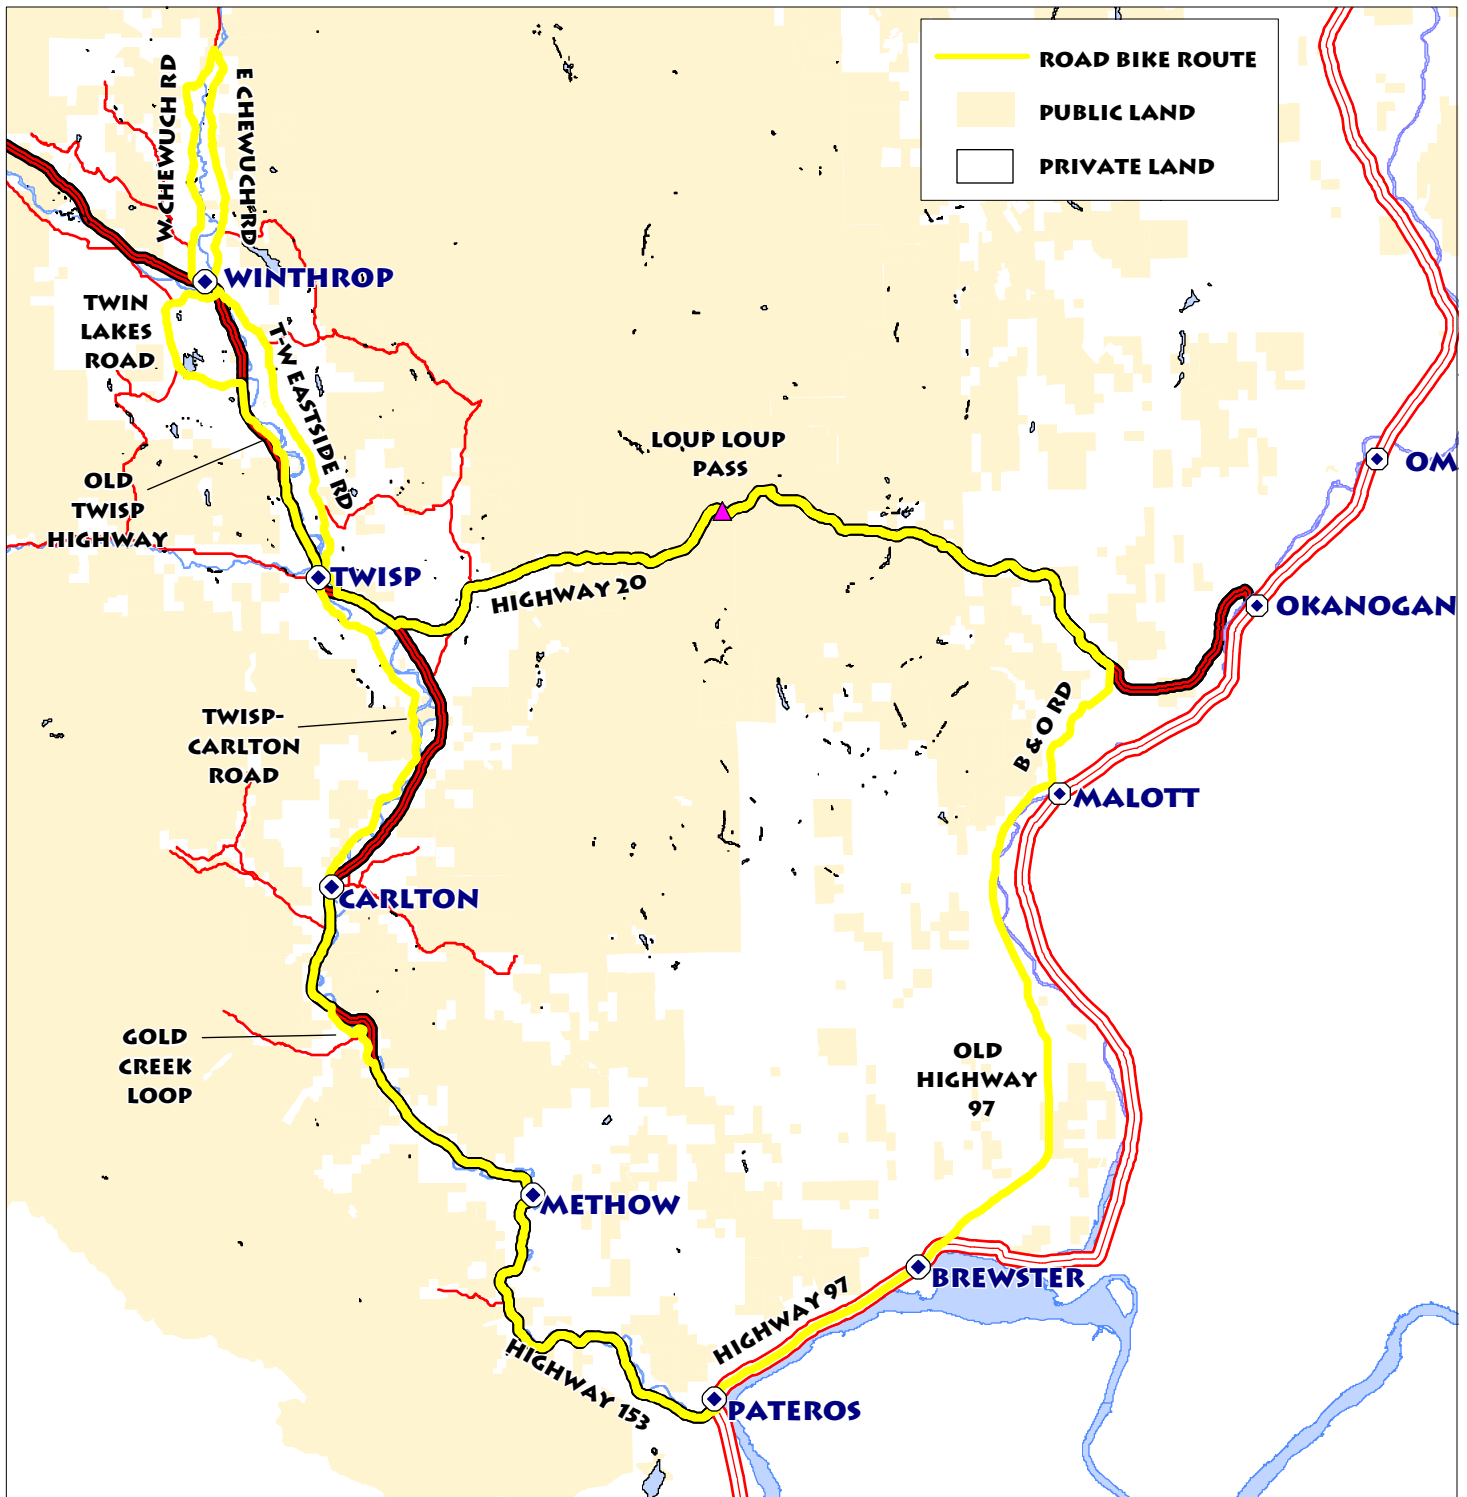 ROAD BIKE ROUTE
PUBLIC LAND
PRIVATE LAND
W.CHEWUCH RD
E CHEWUCH RD
WINTHROP
TWIN
LAKES
ROAD
T-W EASTSIDE RD
LOUP LOUP
PASS
OM
OLD
TWISP
HIGHWAY
TWISP
HIGHWAY 20
OKANOGAN
TWISP-
CARLTON
ROAD
B & O RD
MALOTT
CARLTON
GOLD
CREEK
LOOP
OLD
HIGHWAY
97
METHOW
BREWSTER
HIGHWAY 97
HIGHWAY 153
PATEROS